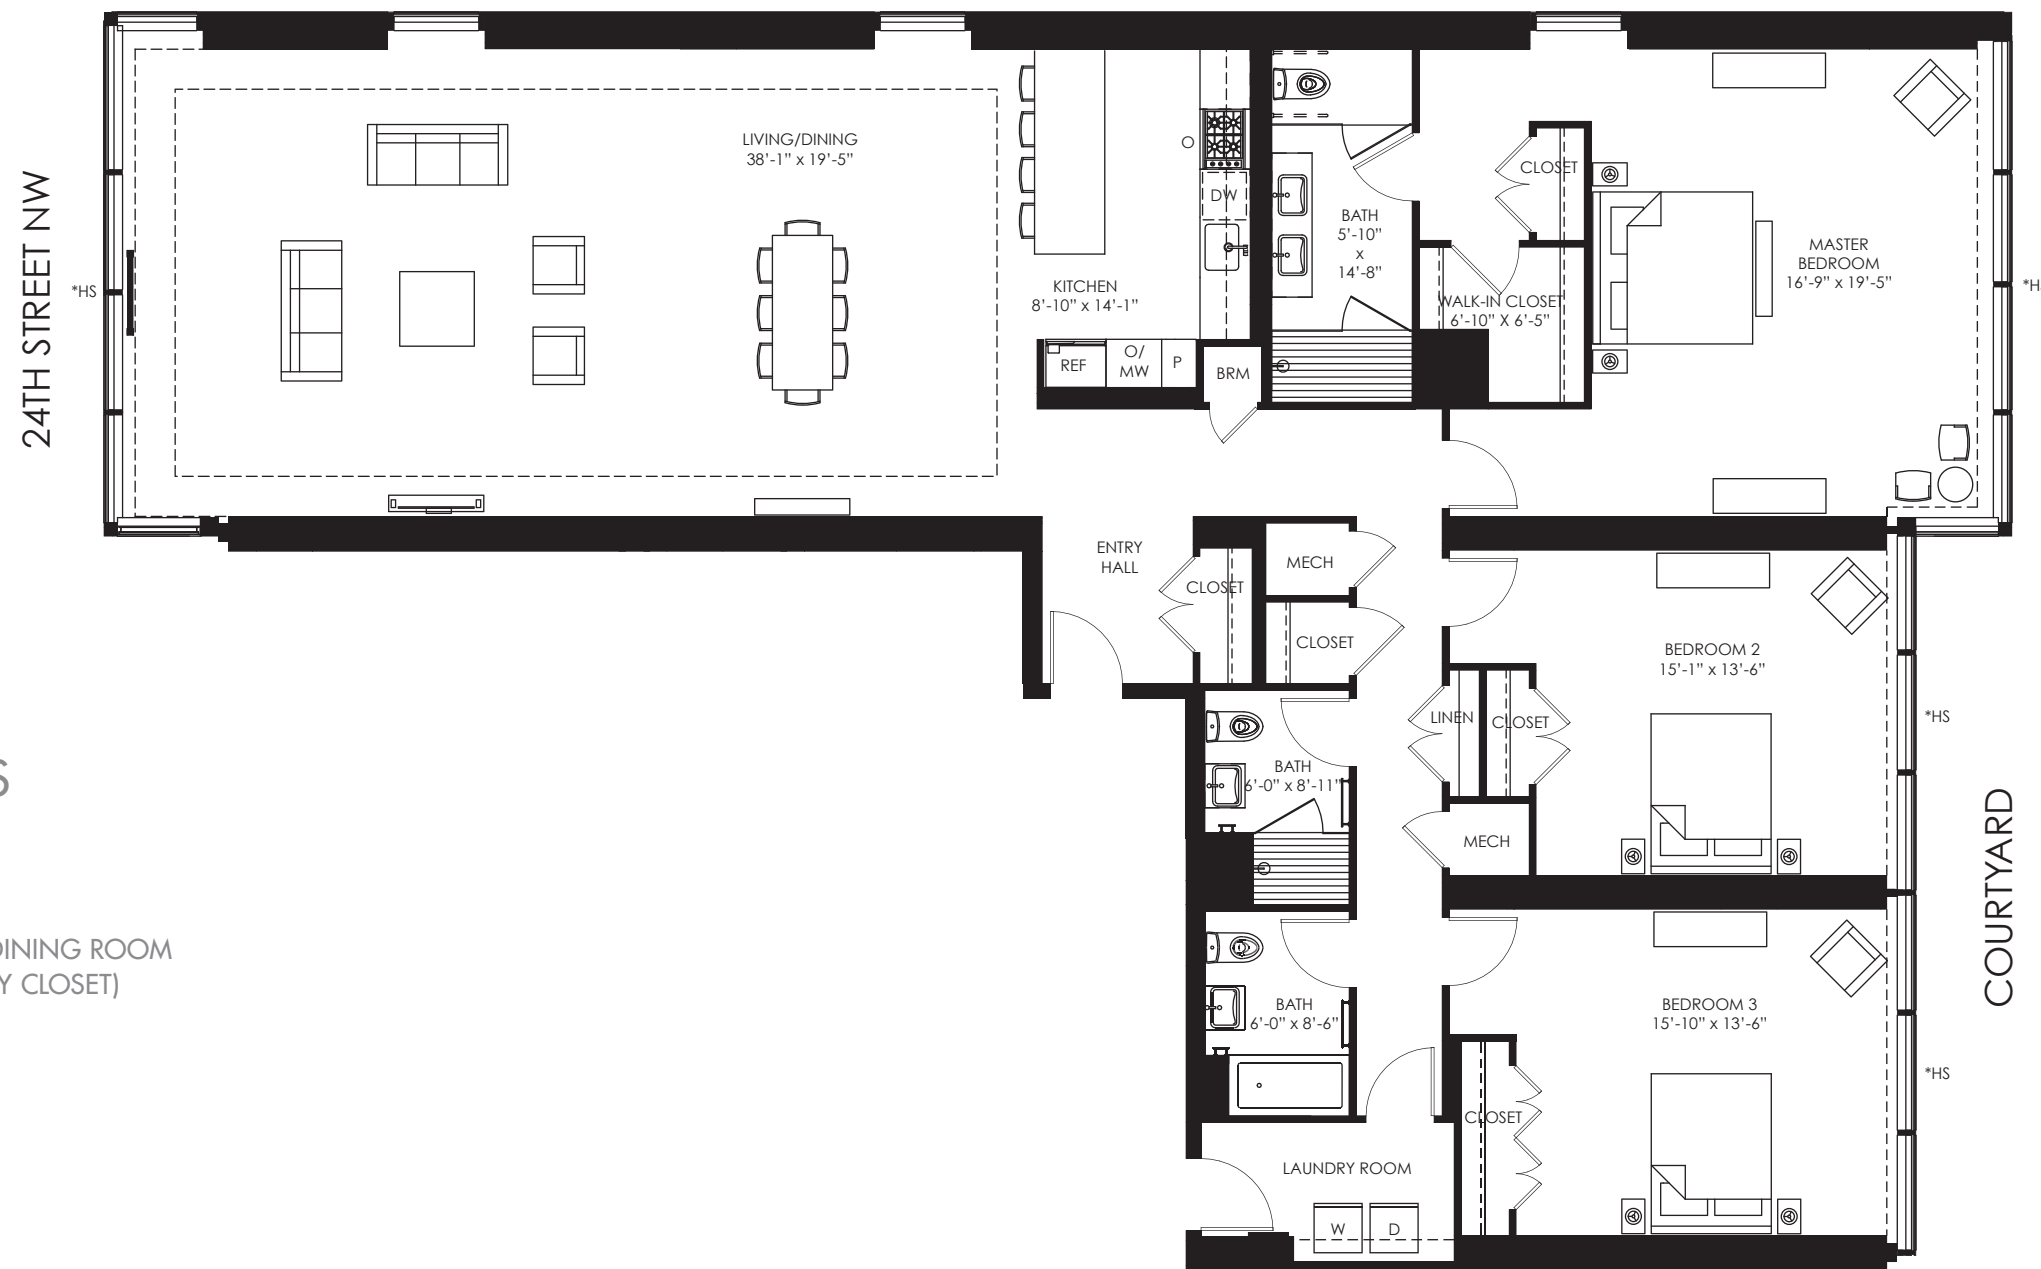 24TH STREET NW
*HS
LIVING/DINING
38'-1" x 19'-5"
KITCHEN
8'-10" x 14'-1"
O
DW
REF
O/
MW
P
BRM
BATH
5'-10"
x
14'-8"
CLOSET
WALK-IN CLOSET
6'-10" X 6'-5"
MASTER
BEDROOM
16'-9" x 19'-5"
*H
ENTRY
HALL
CLOSET
MECH
CLOSET
BEDROOM 2
15'-1" x 13'-6"
LINEN
CLOSET
*HS
BATH
6'-0" x 8'-11"
MECH
COURTYARD
S
DINING ROOM
Y CLOSET)
BATH
6'-0" x 8'-6"
BEDROOM 3
15'-10" x 13'-6"
*HS
CLOSET
LAUNDRY ROOM
W
D